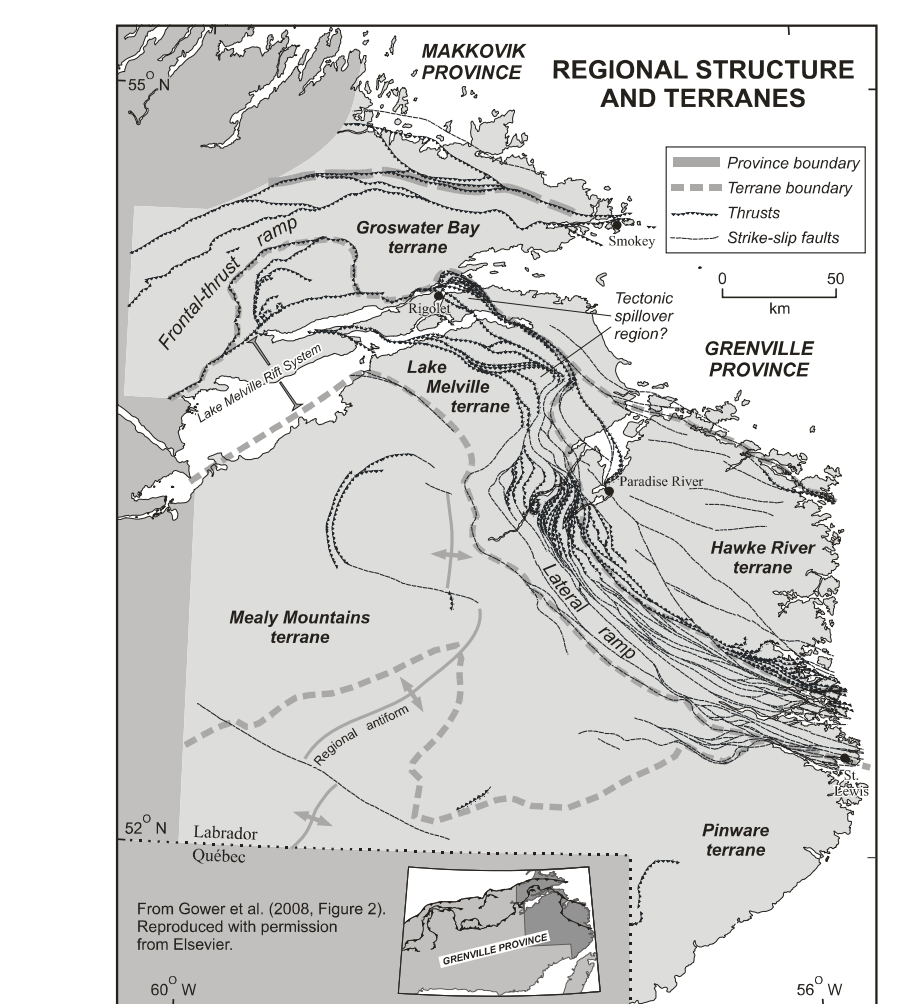 MAKKOVIK
PROVINCE
REGIONAL STRUCTURE
AND TERRANES
55° N
Province boundary
Terrane boundary
Thrusts
Strike-slip faults
Frontal-thrust ramp
Groswater Bay
terrane
Smokey
0 50
km
Rigolet
Tectonic
spillover
region?
GRENVILLE
PROVINCE
Lake Melville Rift System
Lake
Melville
terrane
Paradise River
Hawke River
terrane
Lateral ramp
Mealy Mountains
terrane
Regional antiform
St.
Lewis
52° N
Labrador
Québec
Pinware
terrane
From Gower et al. (2008, Figure 2).
Reproduced with permission
from Elsevier.
GRENVILLE PROVINCE
60° W
56° W